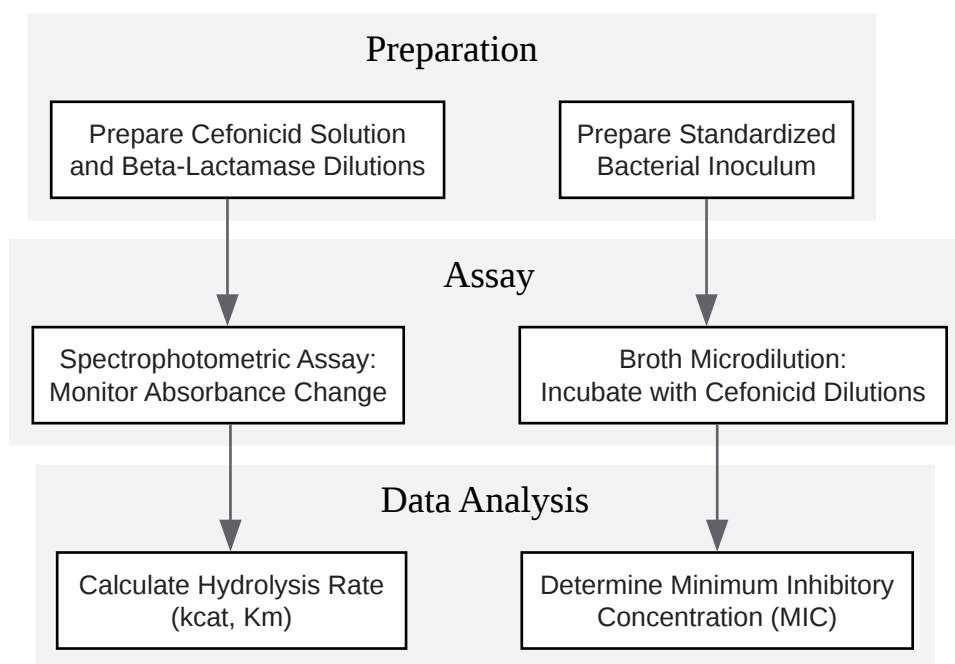 Preparation
Prepare Cefonicid Solution
and Beta-Lactamase Dilutions
Prepare Standardized
Bacterial Inoculum
Assay
Spectrophotometric Assay:
Monitor Absorbance Change
Broth Microdilution:
Incubate with Cefonicid Dilutions
Data Analysis
Calculate Hydrolysis Rate
(kcat, Km)
Determine Minimum Inhibitory
Concentration (MIC)